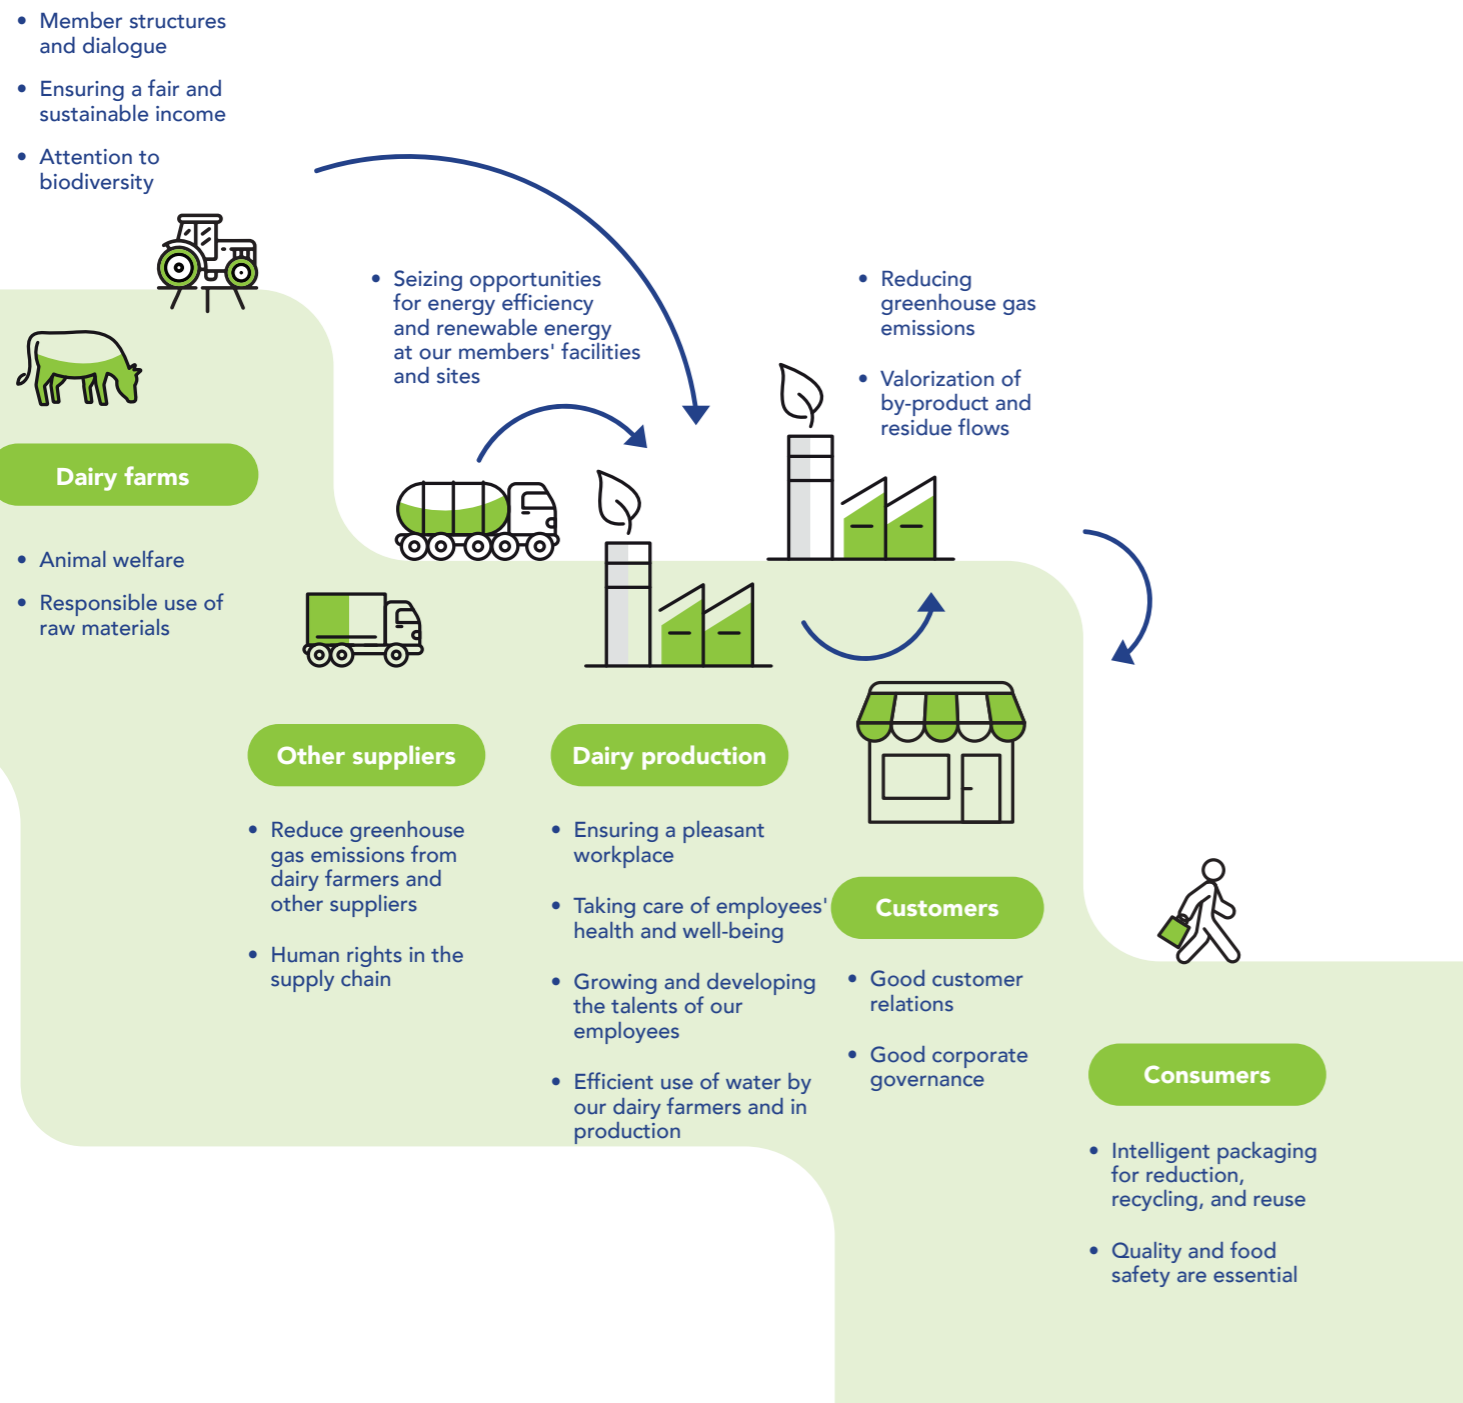 • Member structures
and dialogue
• Ensuring a fair and
sustainable income
• Attention to
biodiversity
• Seizing opportunities
for energy efficiency
and renewable energy
at our members' facilities
and sites
• Reducing
greenhouse gas
emissions
• Valorization of
by-product and
residue flows
Dairy farms
• Animal welfare
• Responsible use of
raw materials
Other suppliers
• Reduce greenhouse
gas emissions from
dairy farmers and
other suppliers
• Human rights in the
supply chain
Dairy production
• Ensuring a pleasant
workplace
• Taking care of employees'
health and well-being
• Growing and developing
the talents of our
employees
• Efficient use of water by
our dairy farmers and in
production
Customers
• Good customer
relations
• Good corporate
governance
Consumers
• Intelligent packaging
for reduction,
recycling, and reuse
• Quality and food
safety are essential